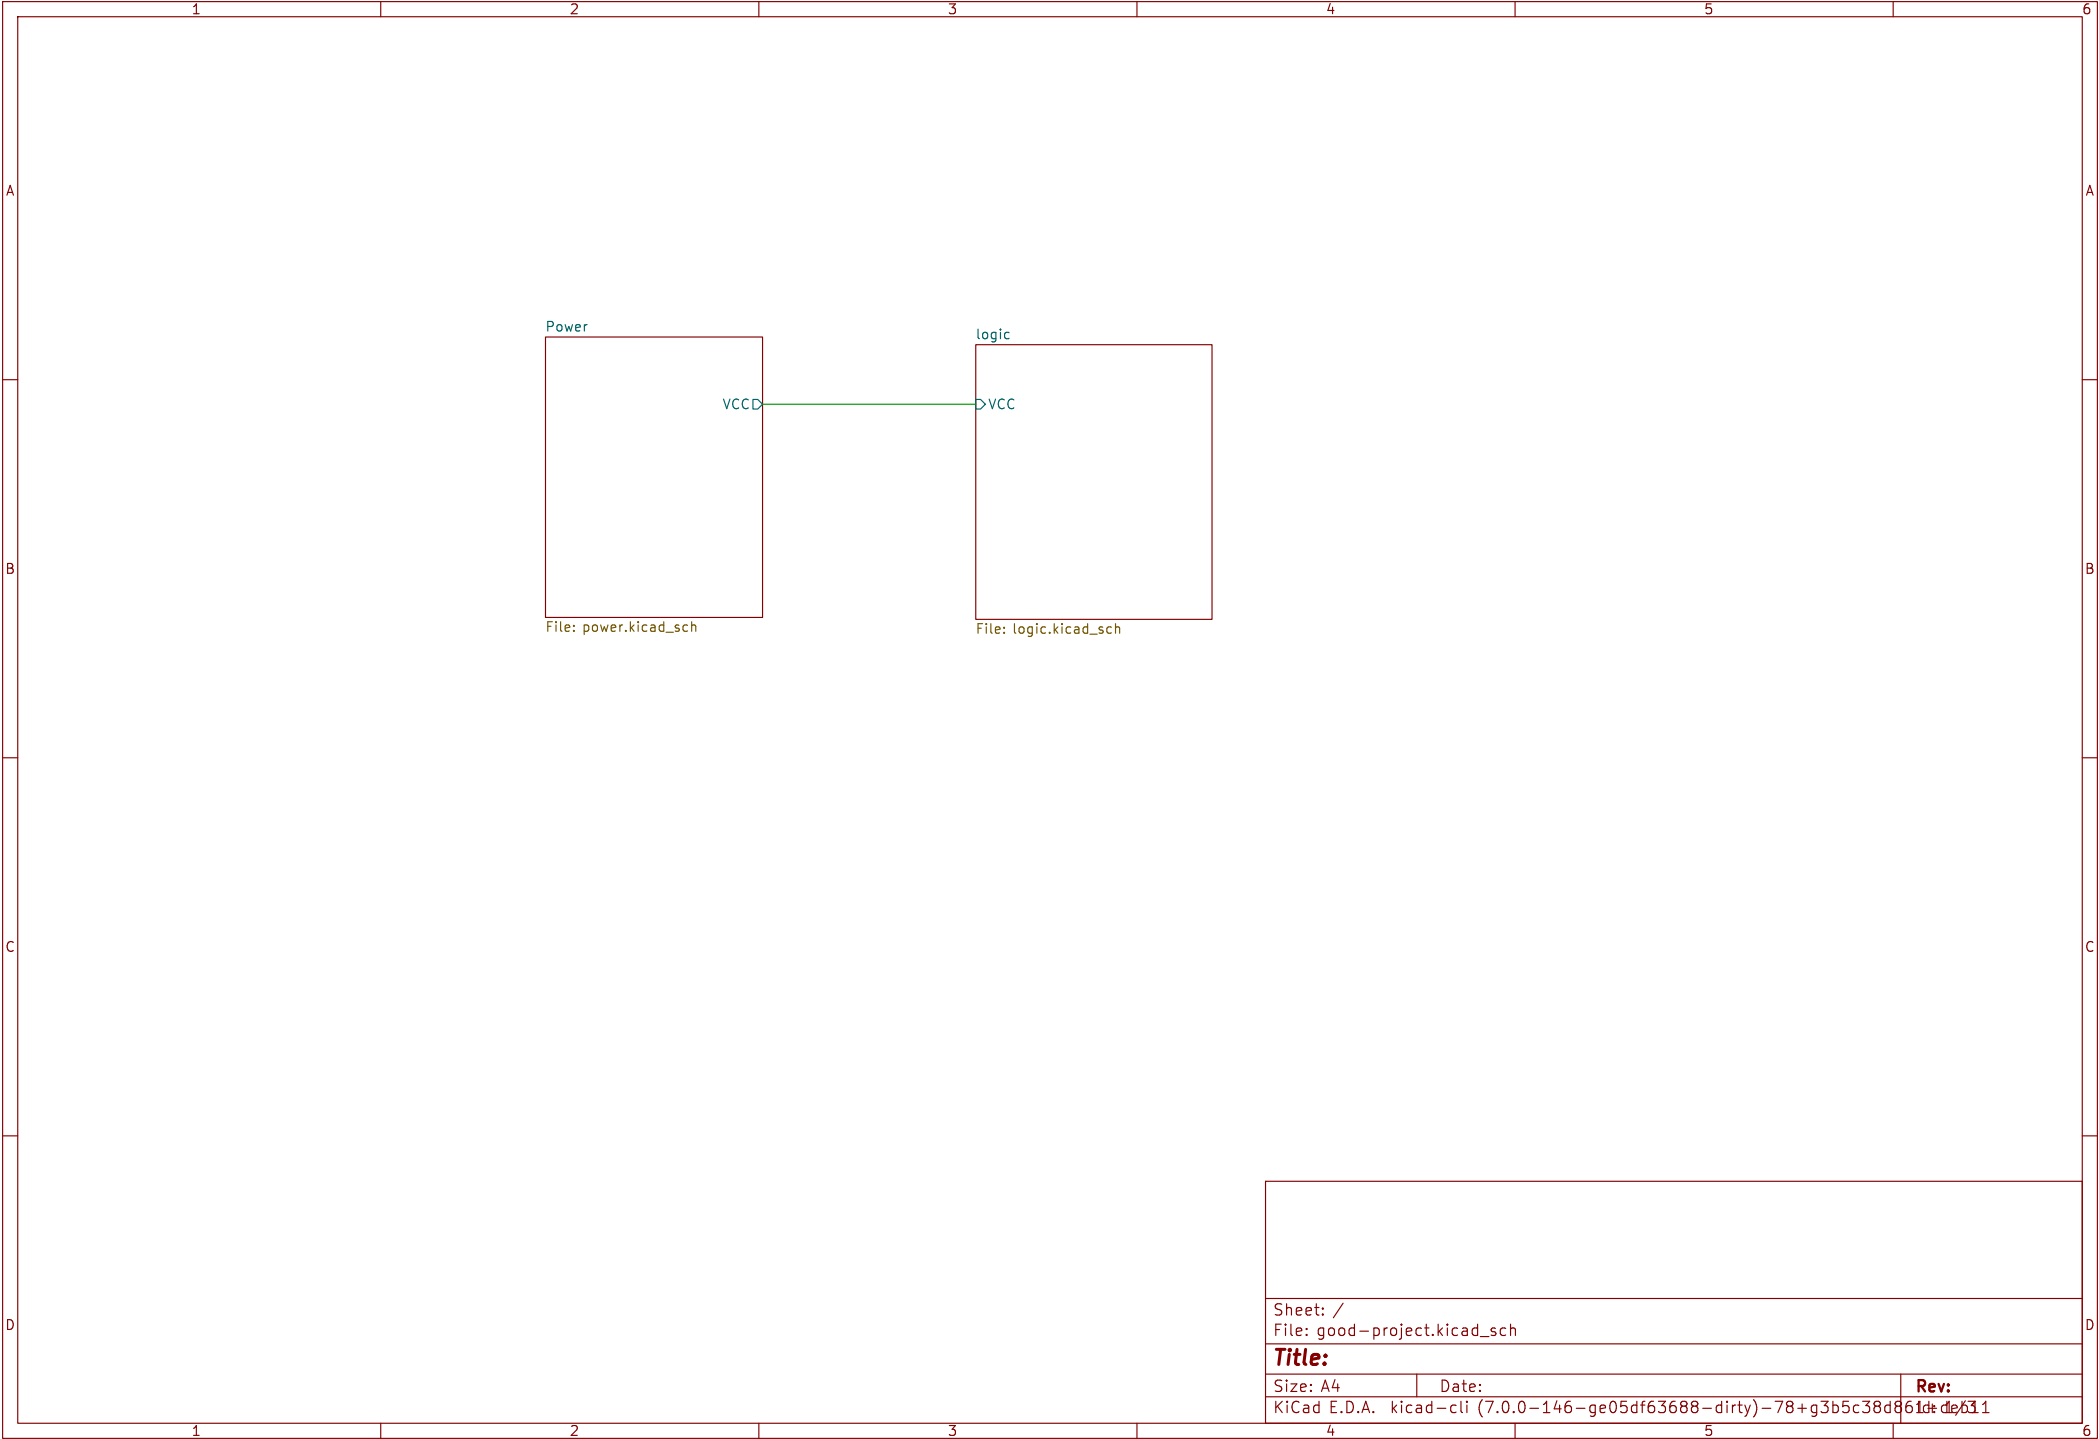 1 2 3 4 5 6
A A
Power
logic
VCC VCC
B B
File: power.kicad_sch
File: logic.kicad_sch
C C
Sheet: /
D D
File: good-project.kicad_sch
Title:
Size: A4 Date: Rev:
KiCad E.D.A. kicad-cli (7.0.0-146-ge05df63688-dirty)-78+g3b5c38d861
1 2 3 4 5 6